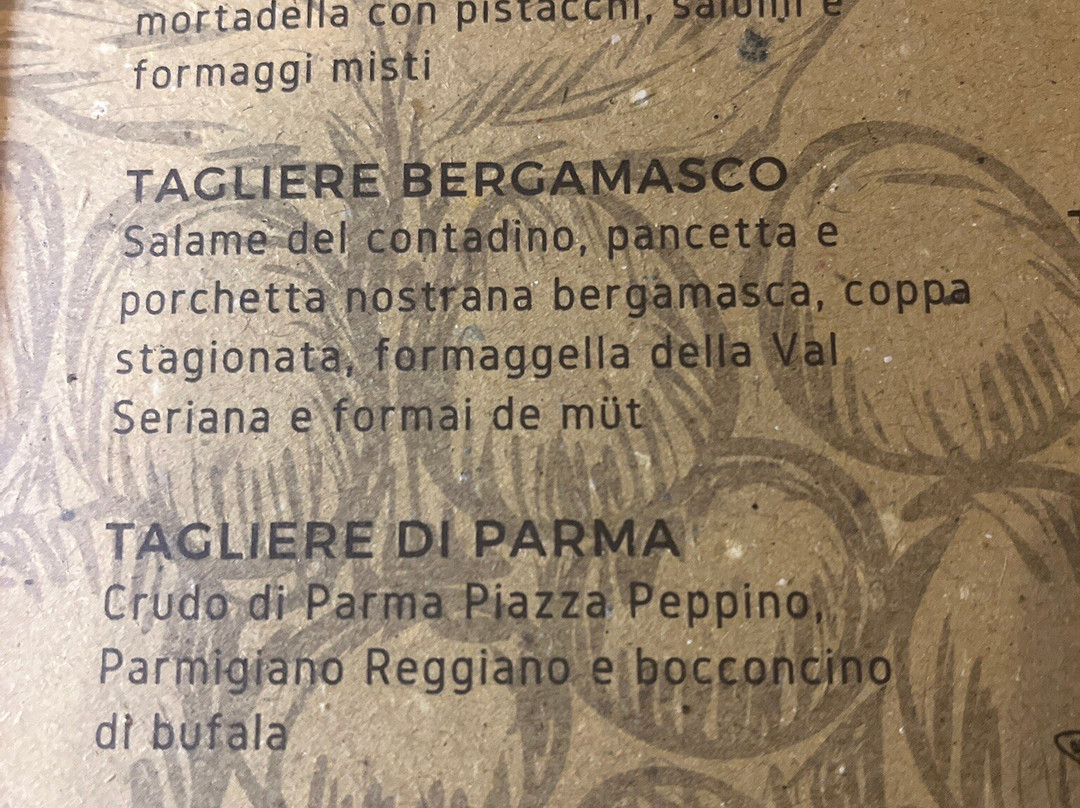 mortadella con pistacchi, salumi e
formaggi misti
TAGLIERE BERGAMASCO
Salame del contadino, pancetta e
porchetta nostrana bergamasca, coppa
stagionata, formaggella della Val
Seriana e formai de müt
TAGLIERE DI PARMA
Crudo di Parma Piazza Peppino,
Parmigiano Reggiano e bocconcino
di bufala